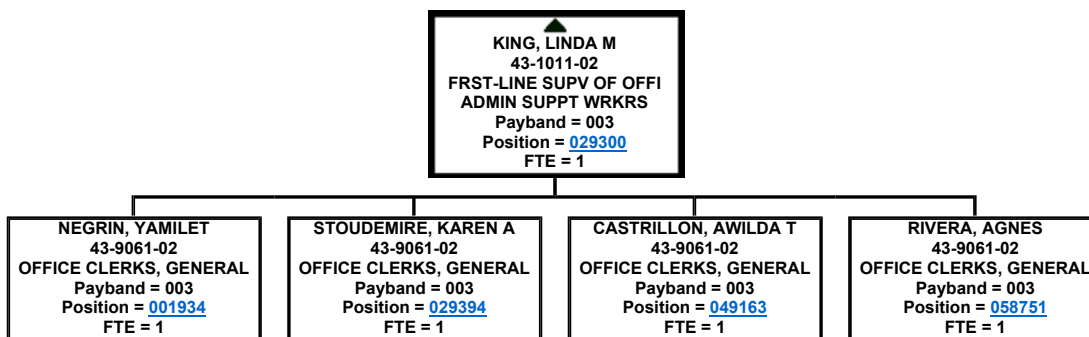 KING, LINDA M
43-1011-02
FRST-LINE SUPV OF OFFI
ADMIN SUPPT WRKRS
Payband = 003
Position = 029300
FTE = 1
NEGRIN, YAMILET
43-9061-02
OFFICE CLERKS, GENERAL
Payband = 003
Position = 001934
FTE = 1
STOUDEMIRE, KAREN A
43-9061-02
OFFICE CLERKS, GENERAL
Payband = 003
Position = 029394
FTE = 1
CASTRILLON, AWILDA T
43-9061-02
OFFICE CLERKS, GENERAL
Payband = 003
Position = 049163
FTE = 1
RIVERA, AGNES
43-9061-02
OFFICE CLERKS, GENERAL
Payband = 003
Position = 058751
FTE = 1